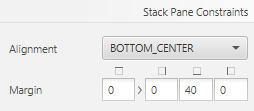 Stack Pane Constraints
Alignment BOTTOM_CENTER
Margin 0 > 0 40 0